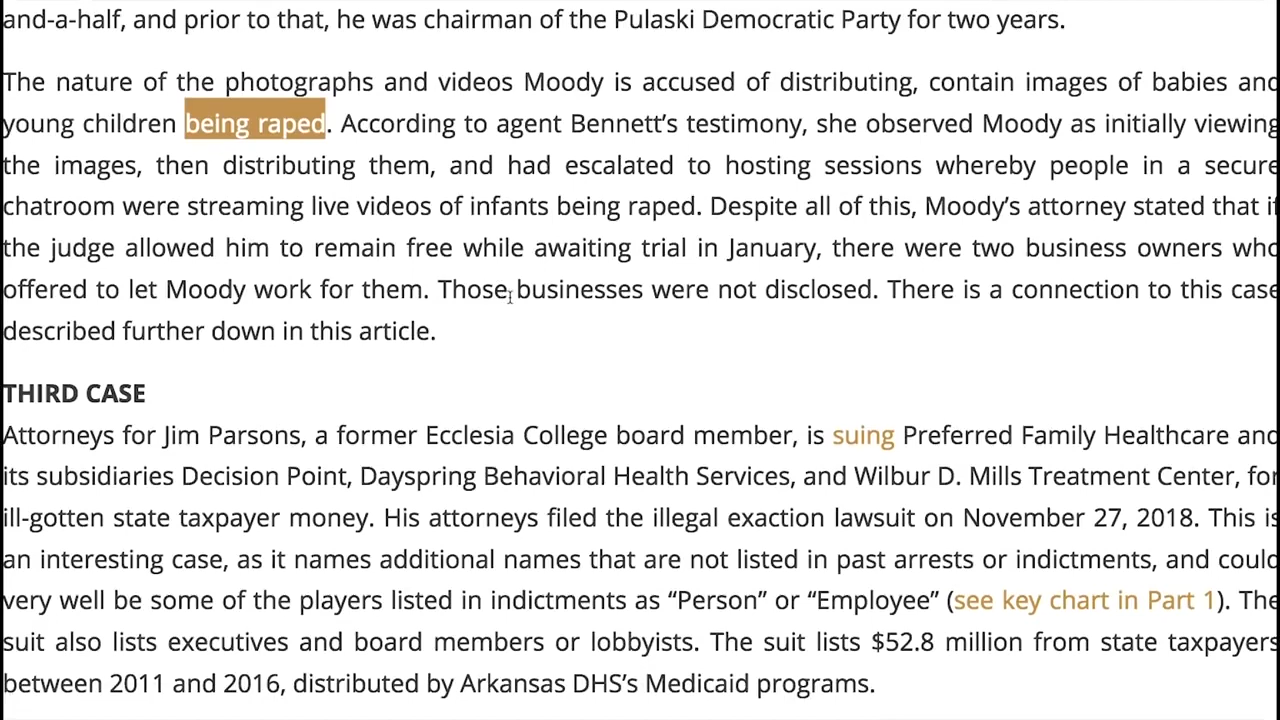 and-a-half, and prior to that, he was chairman of the Pulaski Democratic Party for two years.
The nature of the photographs and videos Moody is accused of distributing, contain images of babies and
young children being raped. According to agent Bennett’s testimony, she observed Moody as initially viewing
the images, then distributing them, and had escalated to hosting sessions whereby people in a secure
chatroom were streaming live videos of infants being raped. Despite all of this, Moody’s attorney stated that if
the judge allowed him to remain free while awaiting trial in January, there were two business owners who
offered to let Moody work for them. Those businesses were not disclosed. There is a connection to this case
described further down in this article.
THIRD CASE
Attorneys for Jim Parsons, a former Ecclesia College board member, is suing Preferred Family Healthcare and
its subsidiaries Decision Point, Dayspring Behavioral Health Services, and Wilbur D. Mills Treatment Center, for
ill-gotten state taxpayer money. His attorneys filed the illegal exaction lawsuit on November 27, 2018. This is
an interesting case, as it names additional names that are not listed in past arrests or indictments, and could
very well be some of the players listed in indictments as “Person” or “Employee” (see key chart in Part 1). The
suit also lists executives and board members or lobbyists. The suit lists $52.8 million from state taxpayers
between 2011 and 2016, distributed by Arkansas DHS’s Medicaid programs.